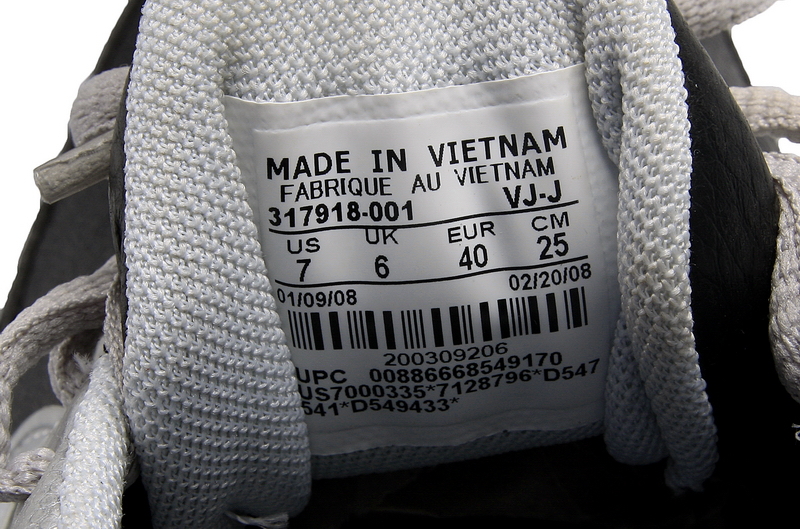 MADE IN VIETNAM
FABRIQUE AU VIETNAM
317918-001 VJ-J
US UK EUR CM
7 6 40 25
01/09/08 02/20/08
200309206
UPC 00886668549170
US7000335*7128796*D547
541*D549433*